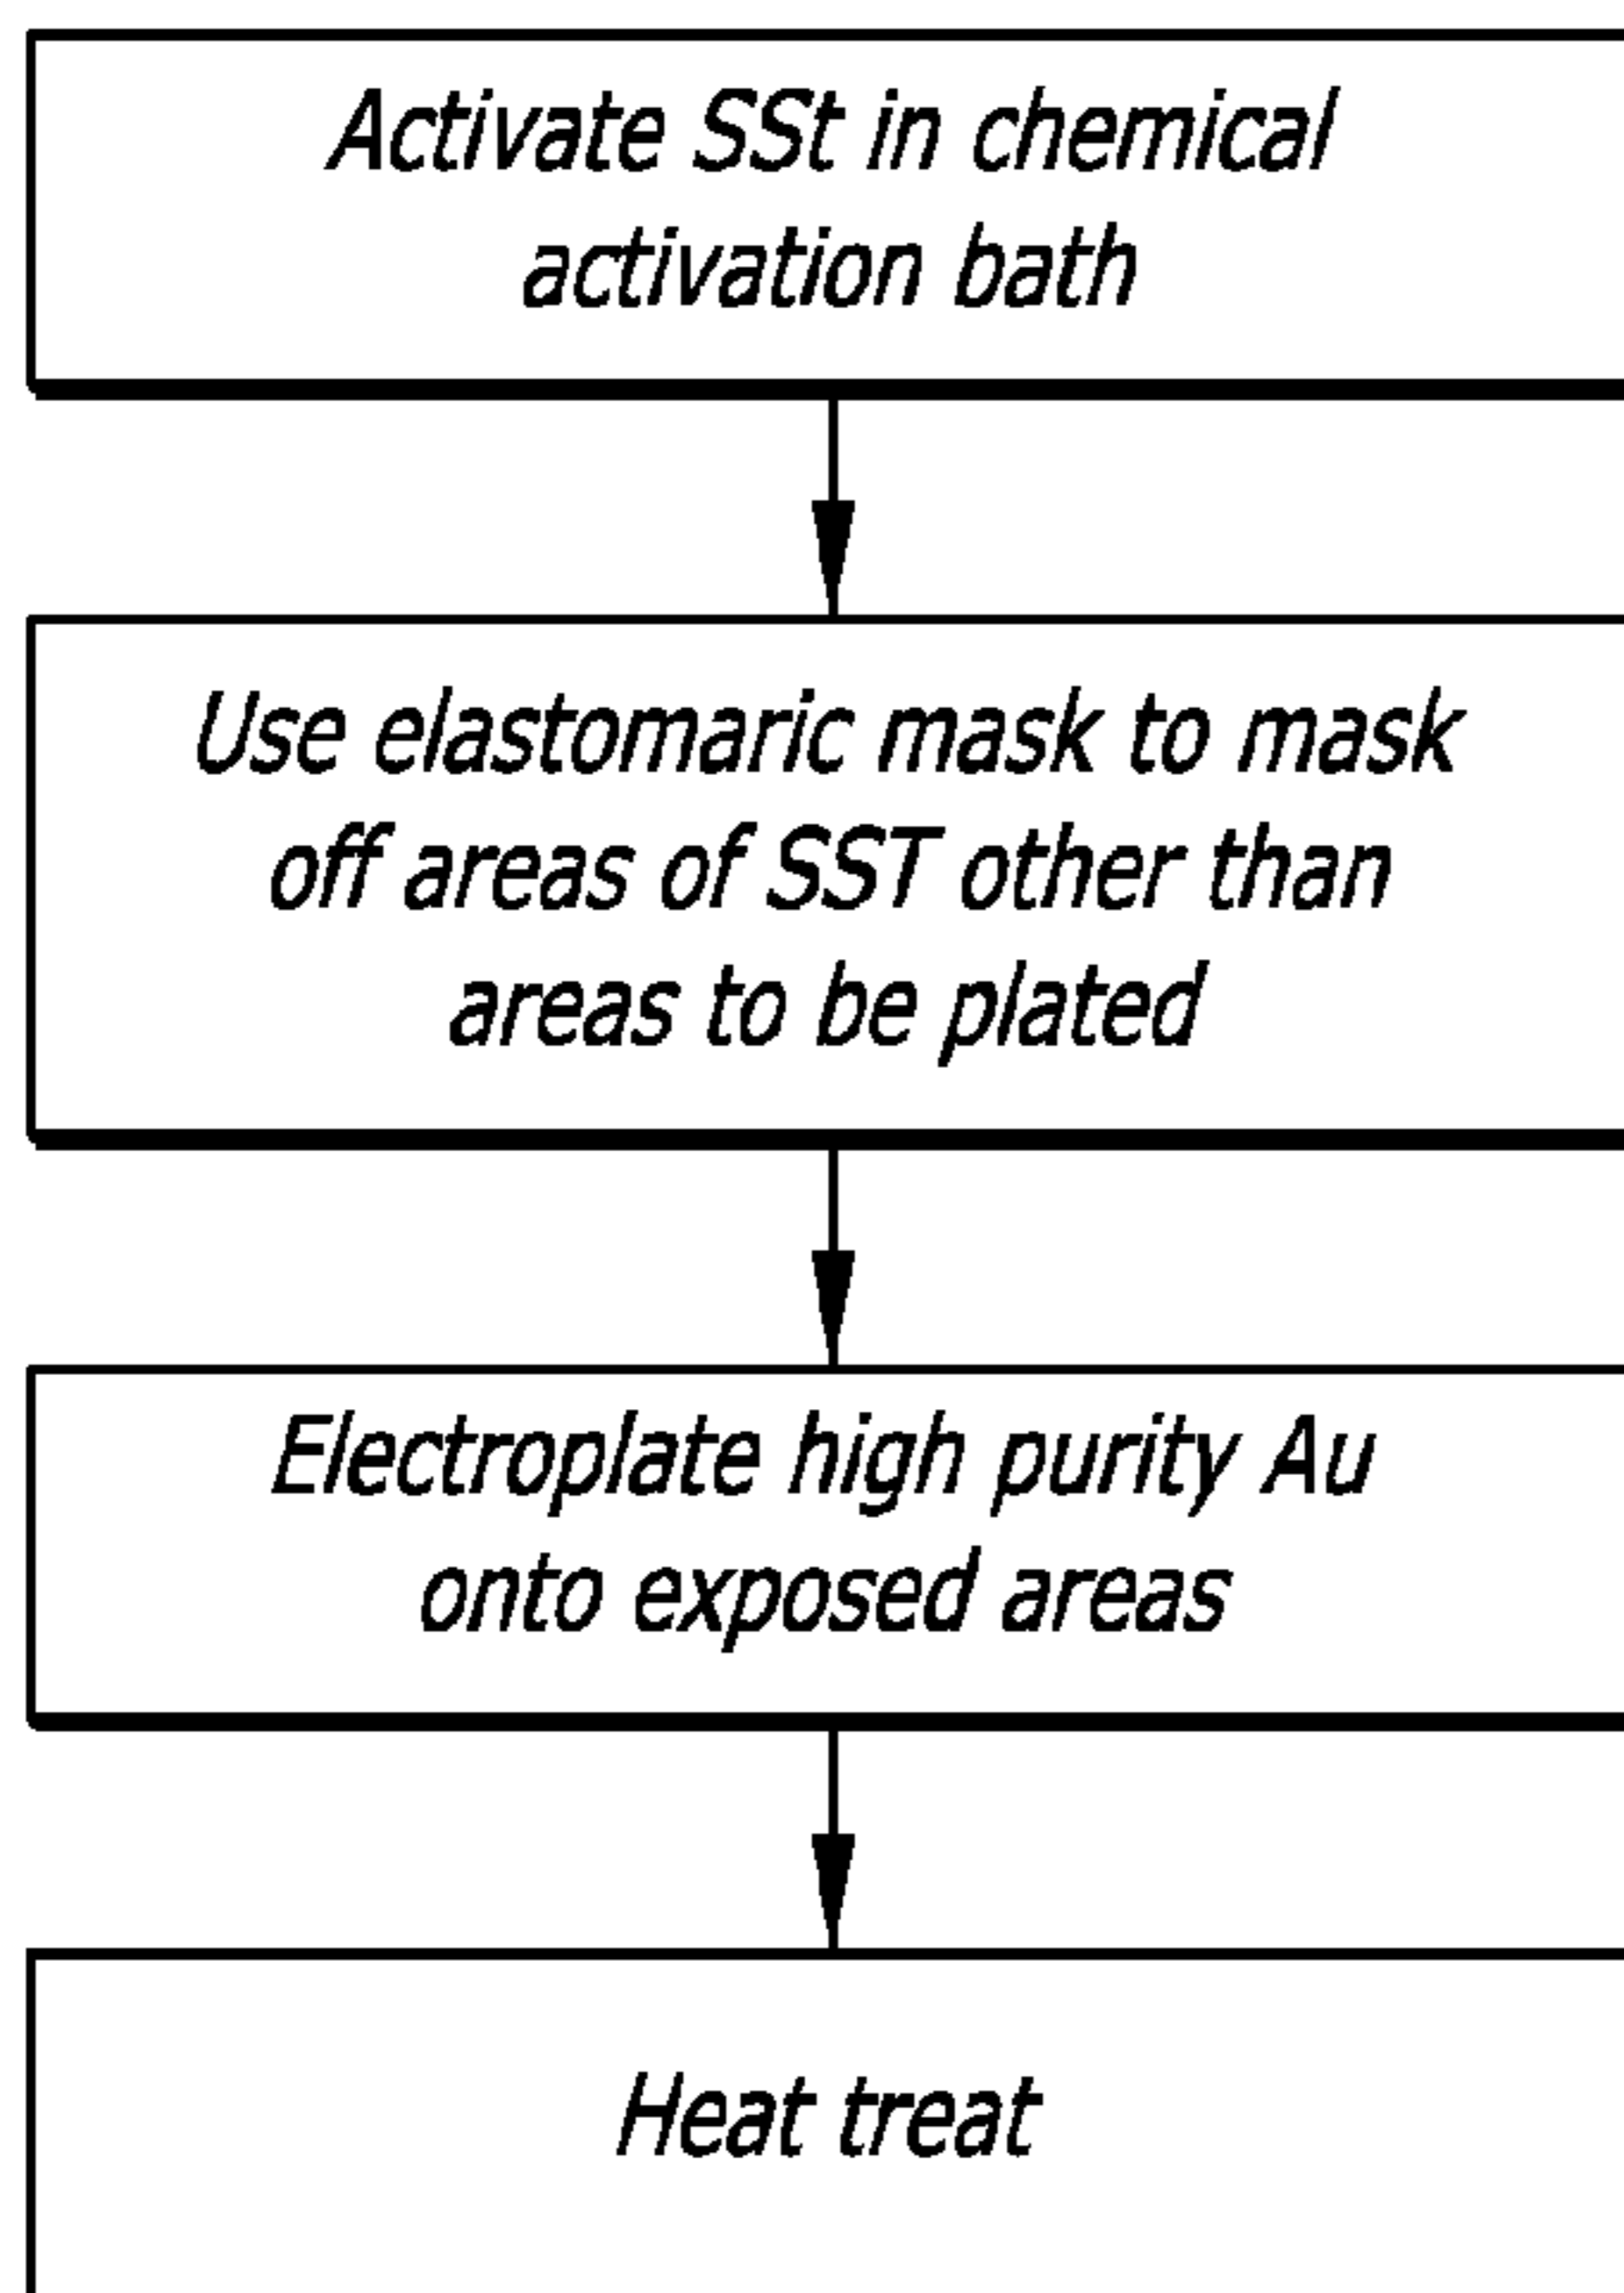 Activate SSt in chemical
activation bath
Use elastomaric mask to mask
off areas of SST other than
areas to be plated
Electroplate high purity Au
onto exposed areas
Heat treat